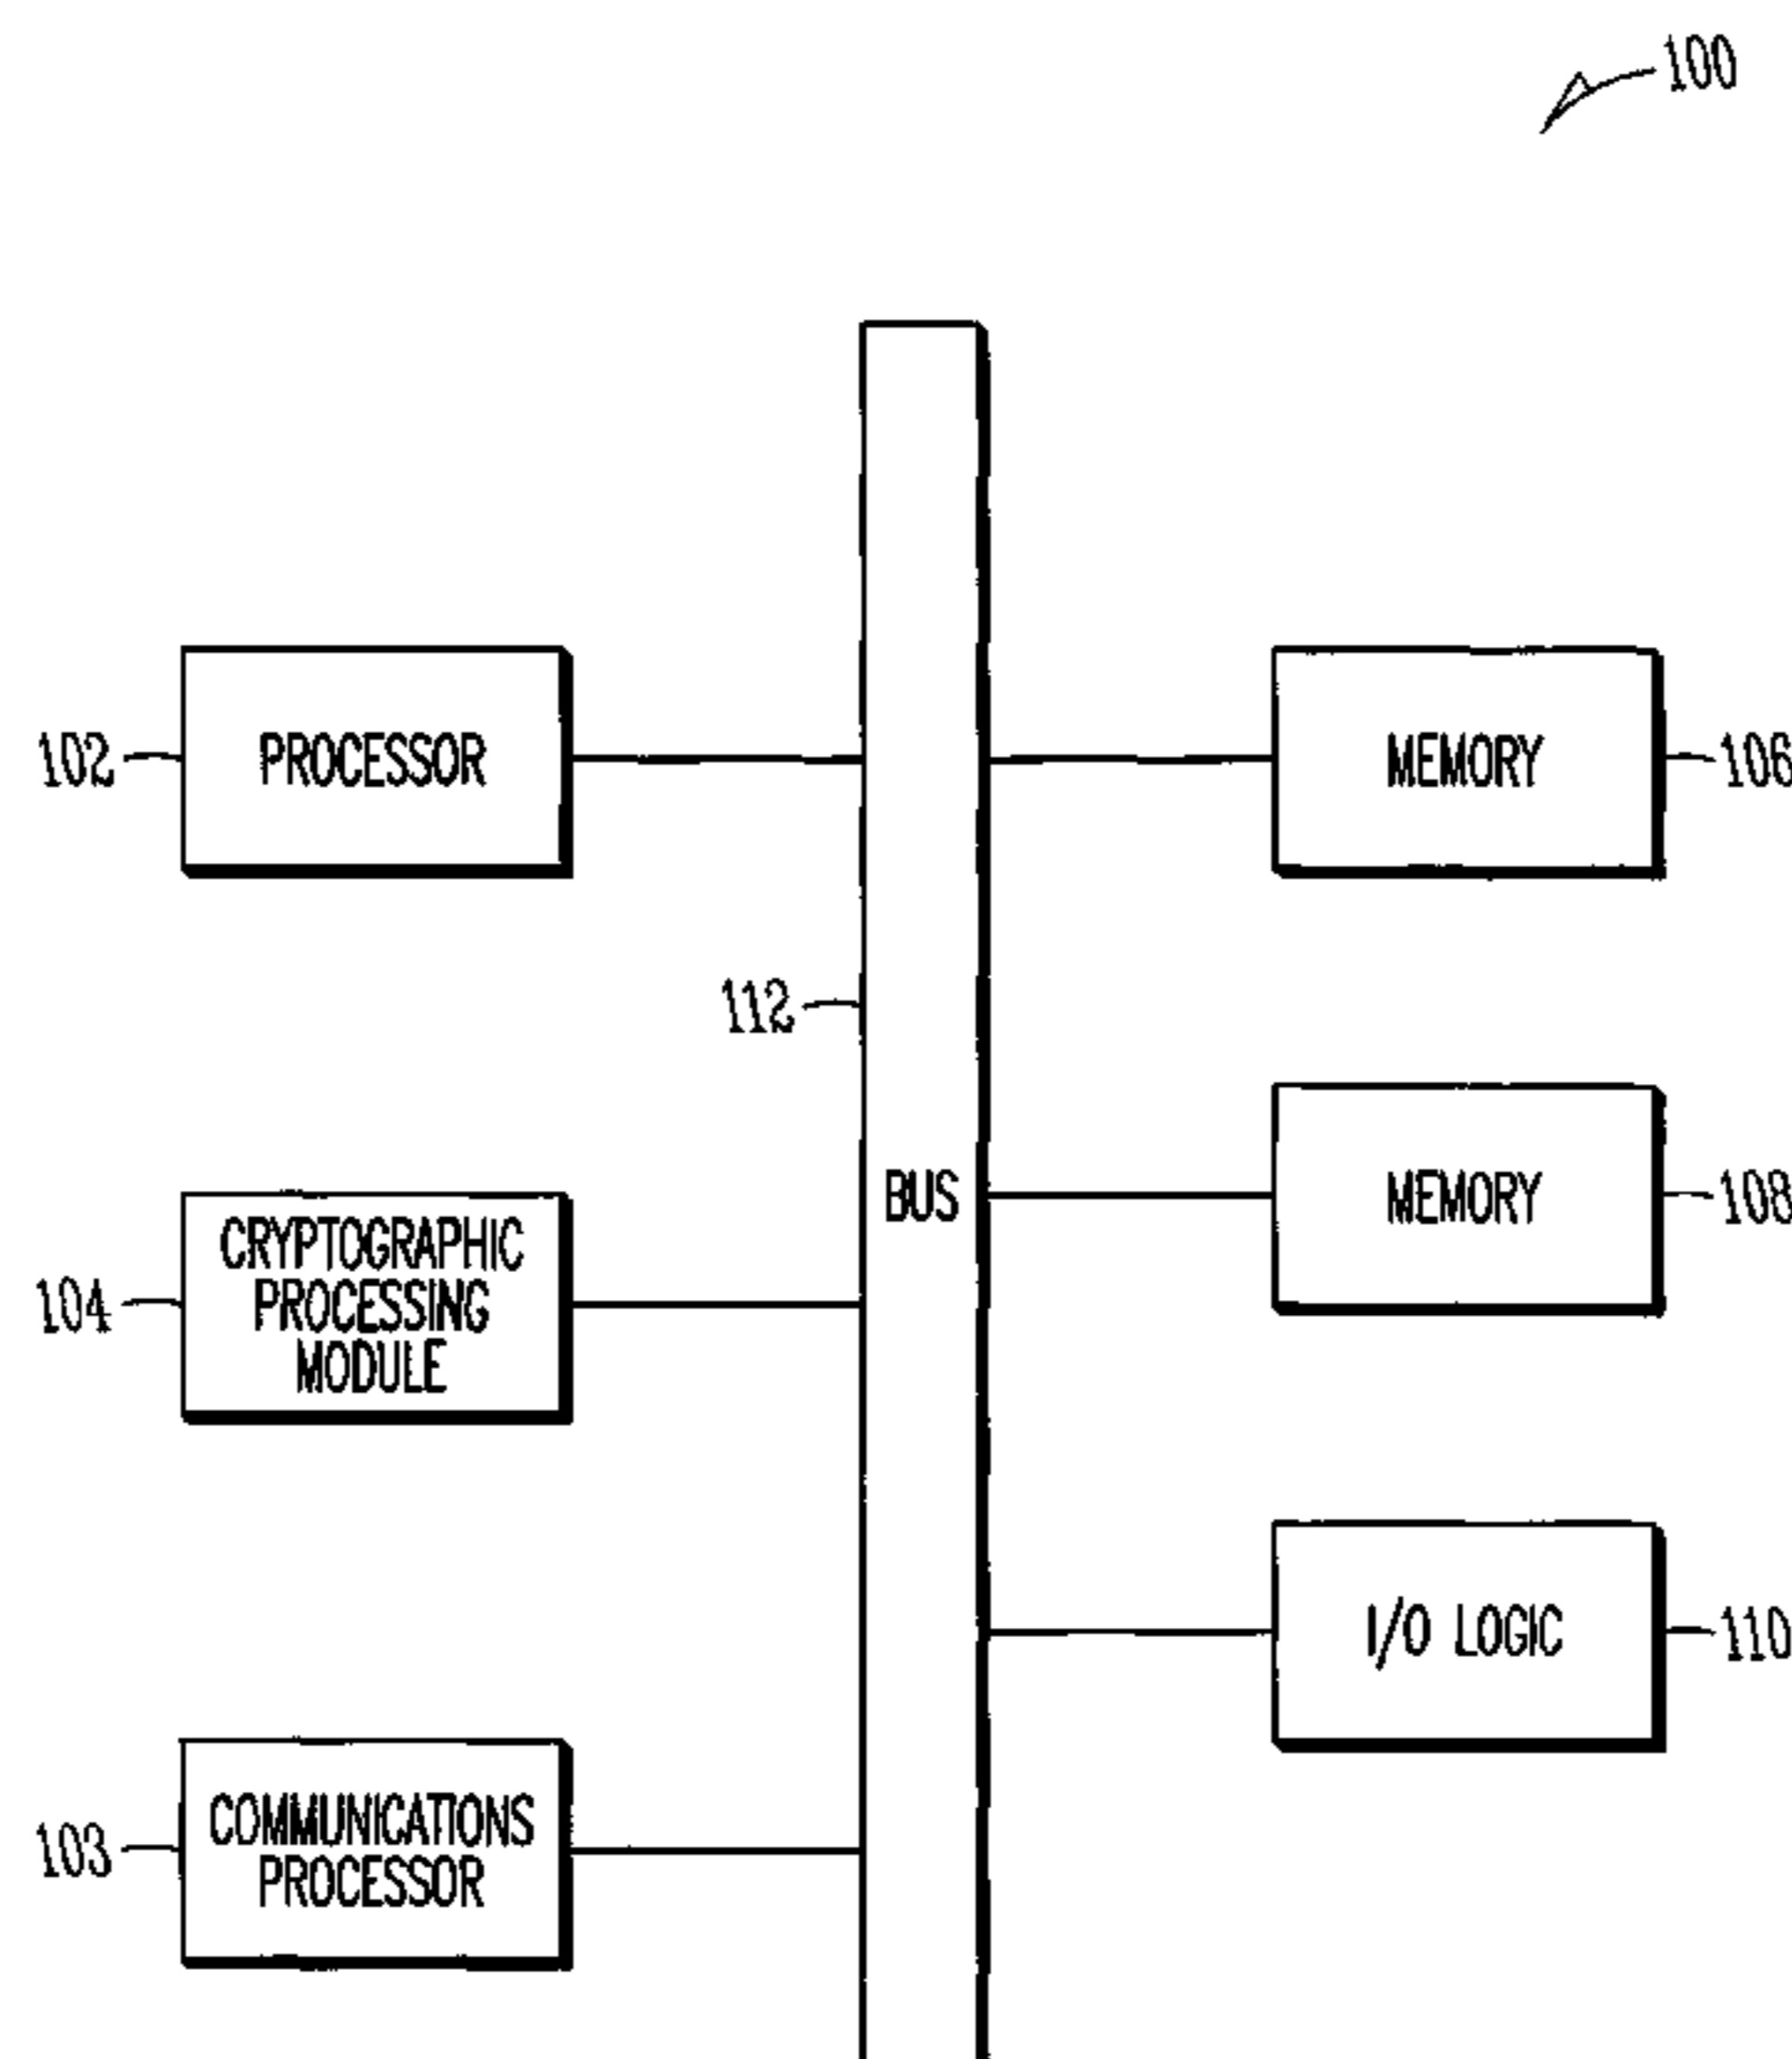 100
102
PROCESSOR
MEMORY
106
112
BUS
MEMORY
108
104
CRYPTOGRAPHIC
PROCESSING
MODULE
I/O LOGIC
110
103
COMMUNICATIONS
PROCESSOR